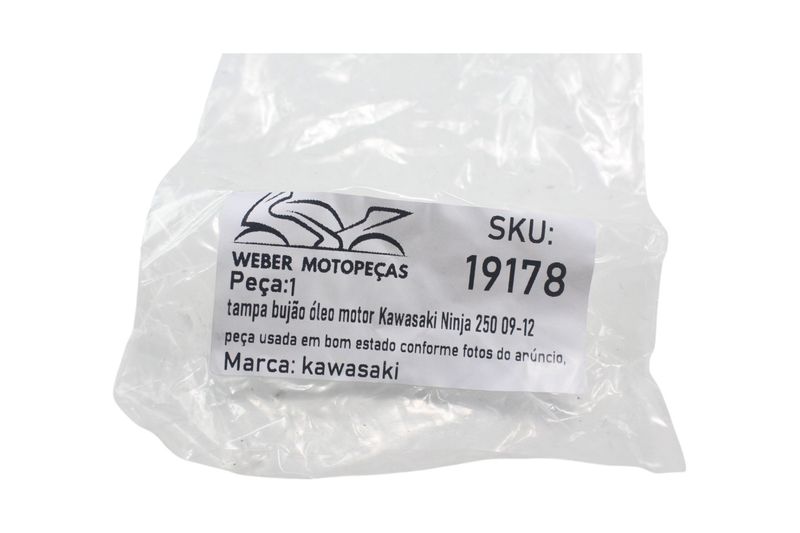 WEBER MOTOPEÇAS
SKU:
19178
Peça:1
tampa bujão óleo motor Kawasaki Ninja 250 09-12
peça usada em bom estado conforme fotos do anúncio,
Marca: kawasaki